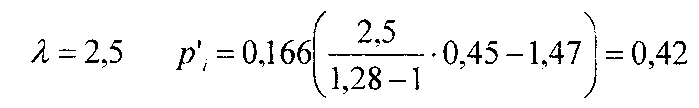 λ = 2,5 p'ᵢ = 0,166(2,5/(1,28−1) · 0,45 − 1,47) = 0,42